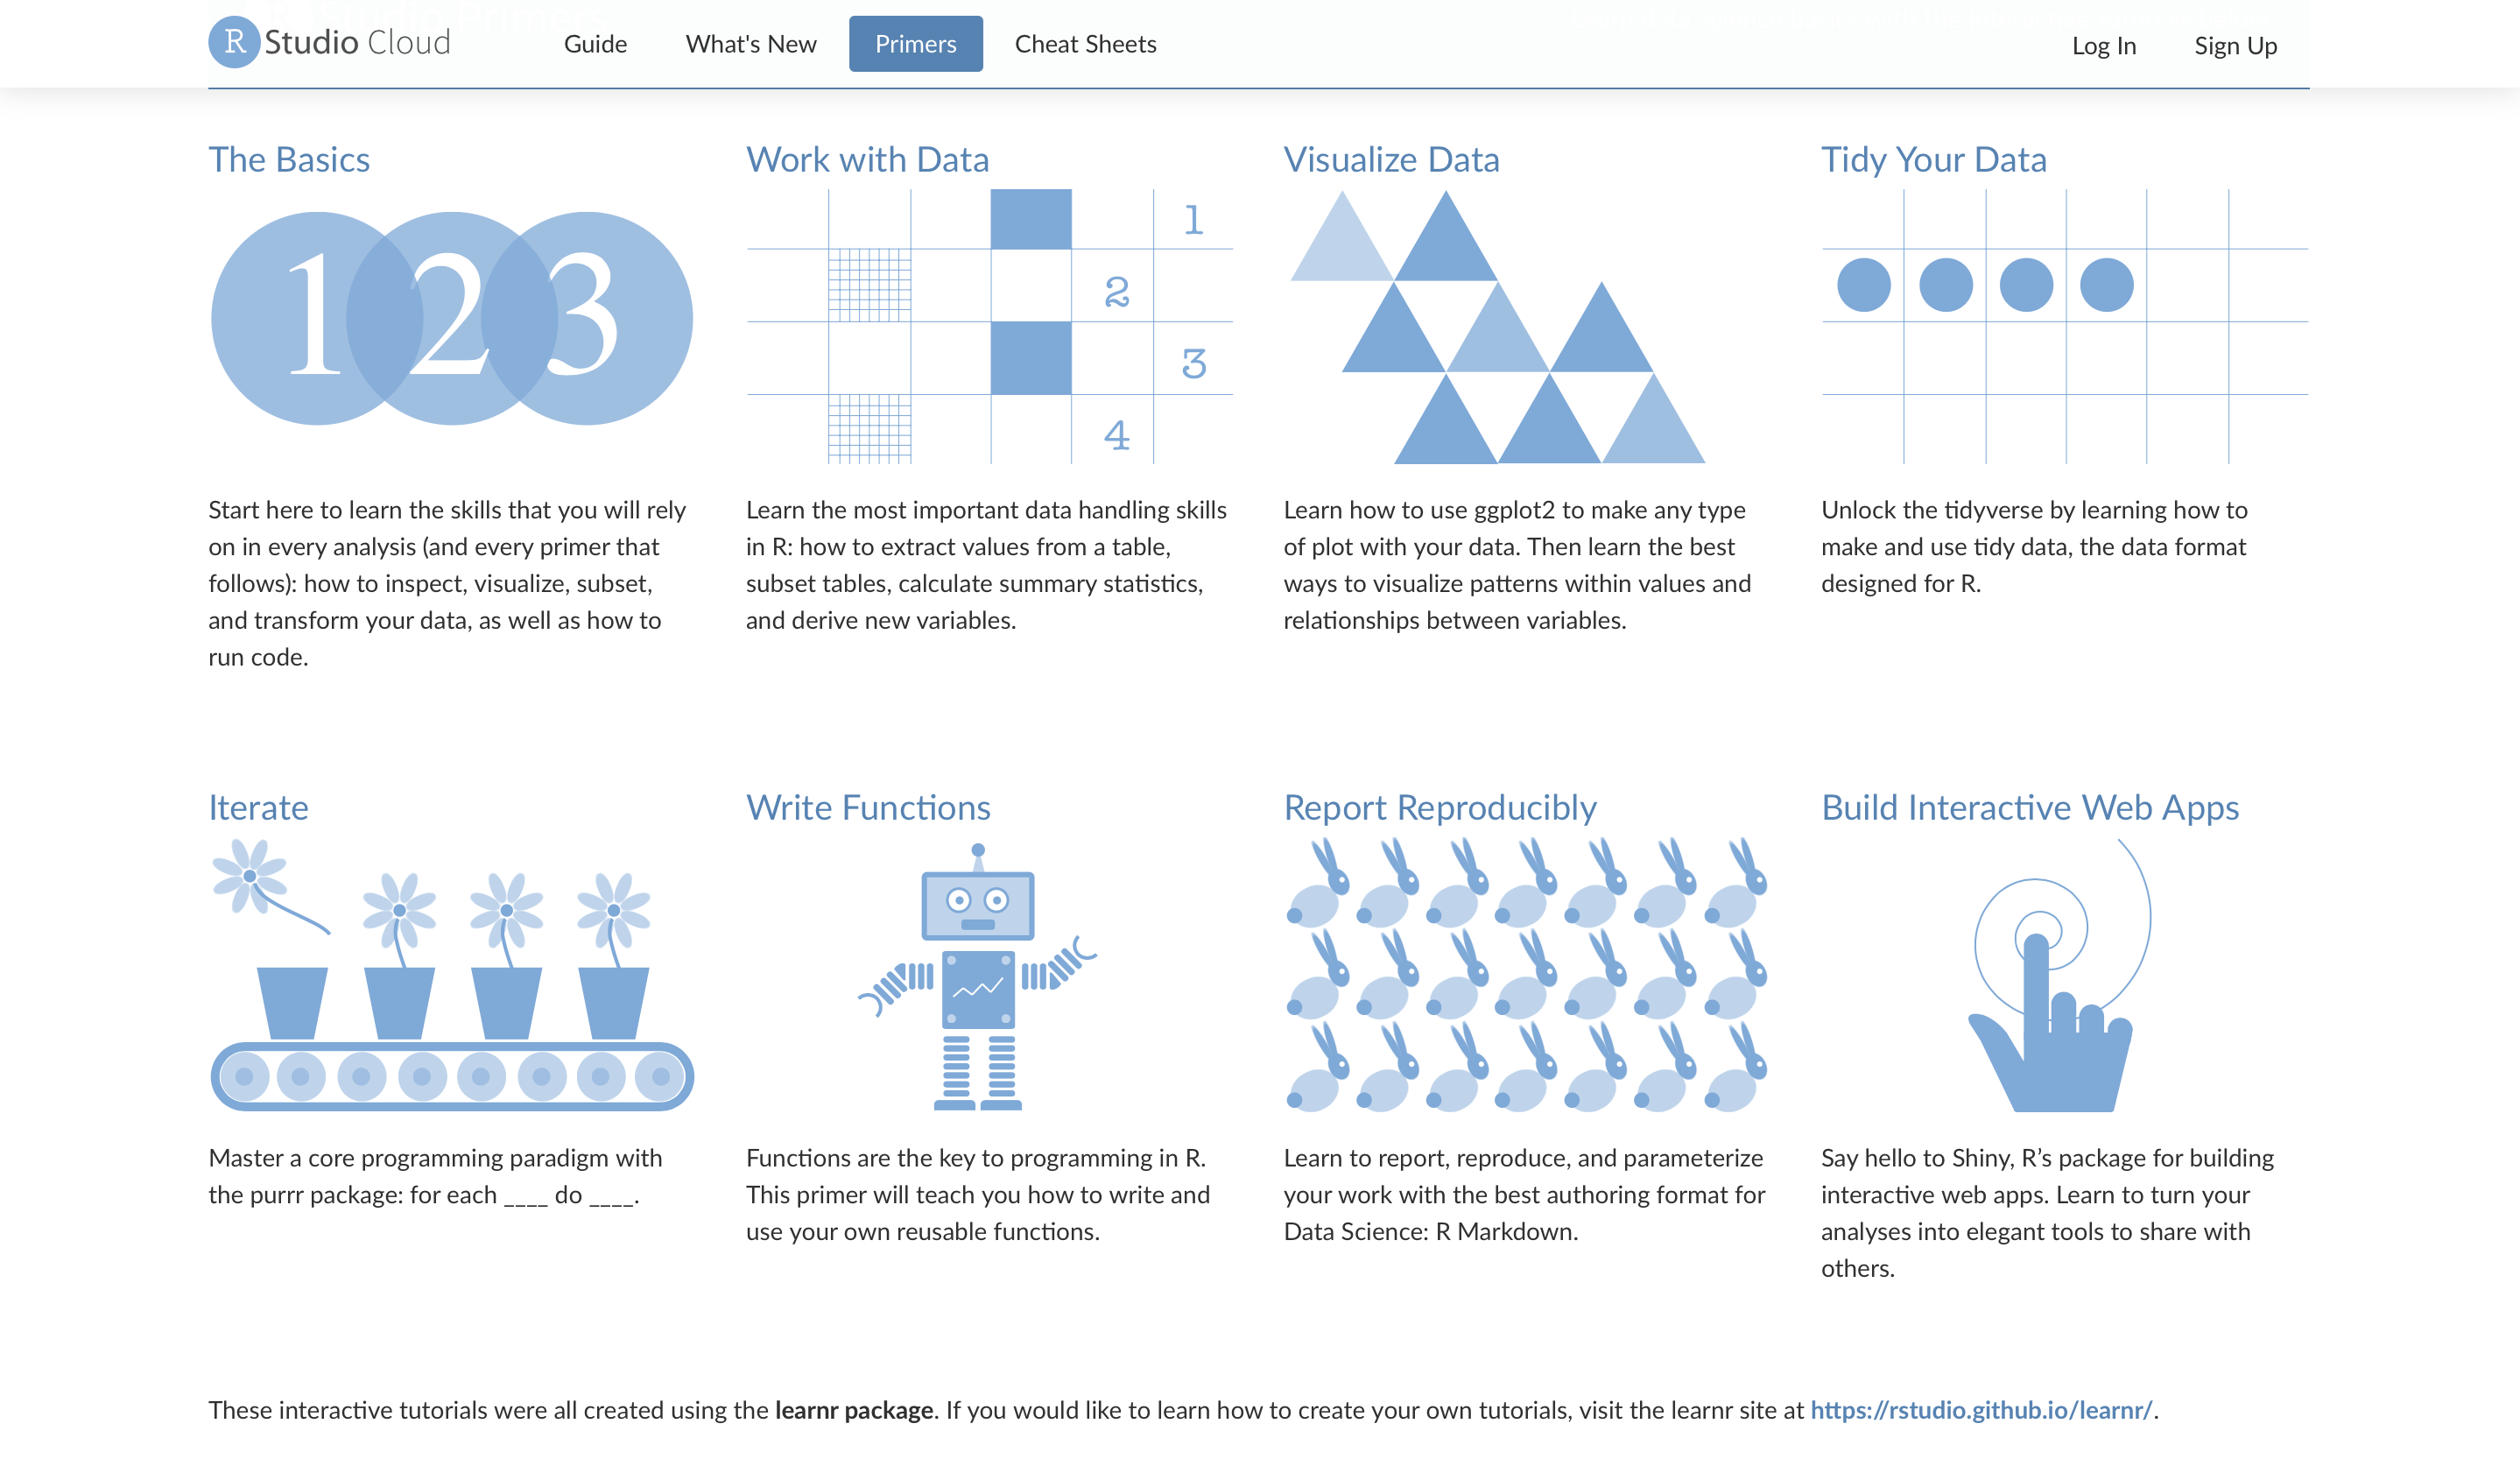 R Studio Cloud
Guide
What's New
Primers
Cheat Sheets
Log In
Sign Up
The Basics
1 2 3
Start here to learn the skills that you will rely
on in every analysis (and every primer that
follows): how to inspect, visualize, subset,
and transform your data, as well as how to
run code.
Work with Data
1
2
3
4
Learn the most important data handling skills
in R: how to extract values from a table,
subset tables, calculate summary statistics,
and derive new variables.
Visualize Data
Learn how to use ggplot2 to make any type
of plot with your data. Then learn the best
ways to visualize patterns within values and
relationships between variables.
Tidy Your Data
Unlock the tidyverse by learning how to
make and use tidy data, the data format
designed for R.
Iterate
Master a core programming paradigm with
the purrr package: for each ____ do ____.
Write Functions
Functions are the key to programming in R.
This primer will teach you how to write and
use your own reusable functions.
Report Reproducibly
Learn to report, reproduce, and parameterize
your work with the best authoring format for
Data Science: R Markdown.
Build Interactive Web Apps
Say hello to Shiny, R’s package for building
interactive web apps. Learn to turn your
analyses into elegant tools to share with
others.
These interactive tutorials were all created using the learnr package. If you would like to learn how to create your own tutorials, visit the learnr site at https://rstudio.github.io/learnr/.